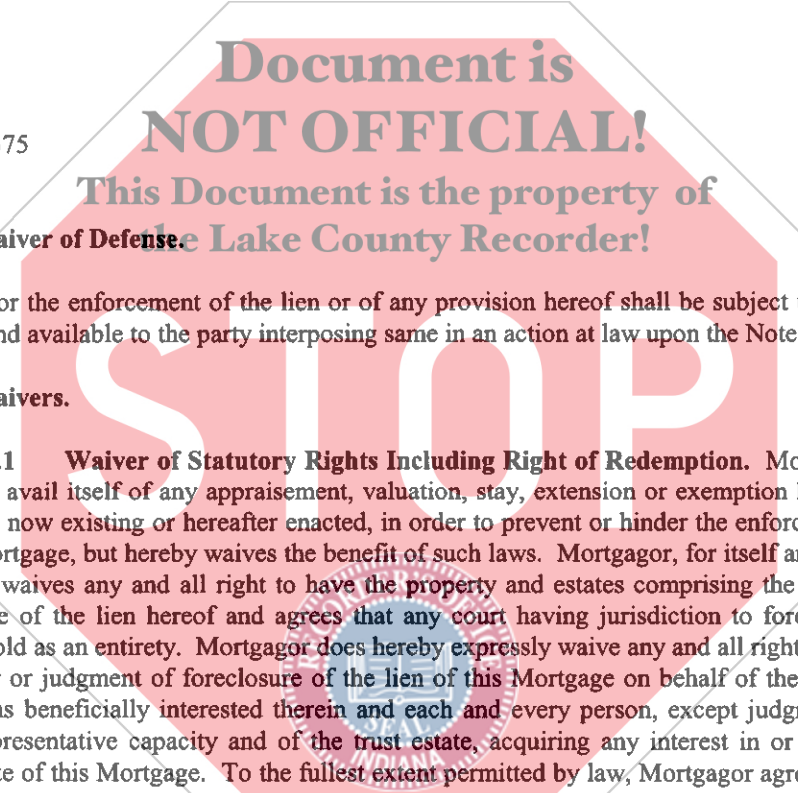 Document is
NOT OFFICIAL!
75
This Document is the property of
the Lake County Recorder!
aiver of Defense.
or the enforcement of the lien or of any provision hereof shall be subject
nd available to the party interposing same in an action at law upon the Note
STOP
aivers.
.1 Waiver of Statutory Rights Including Right of Redemption. Mo
avail itself of any appraisement, valuation, stay, extension or exemption
now existing or hereafter enacted, in order to prevent or hinder the enforc
ortgage, but hereby waives the benefit of such laws. Mortgagor, for itself an
waives any and all right to have the property and estates comprising the
e of the lien hereof and agrees that any court having jurisdiction to fore
old as an entirety. Mortgagor does hereby expressly waive any and all right
or judgment of foreclosure of the lien of this Mortgage on behalf of the
ns beneficially interested therein and each and every person, except judgm
presentative capacity and of the trust estate, acquiring any interest in or
te of this Mortgage. To the fullest extent permitted by law, Mortgagor agre
SEAL
INDIANA